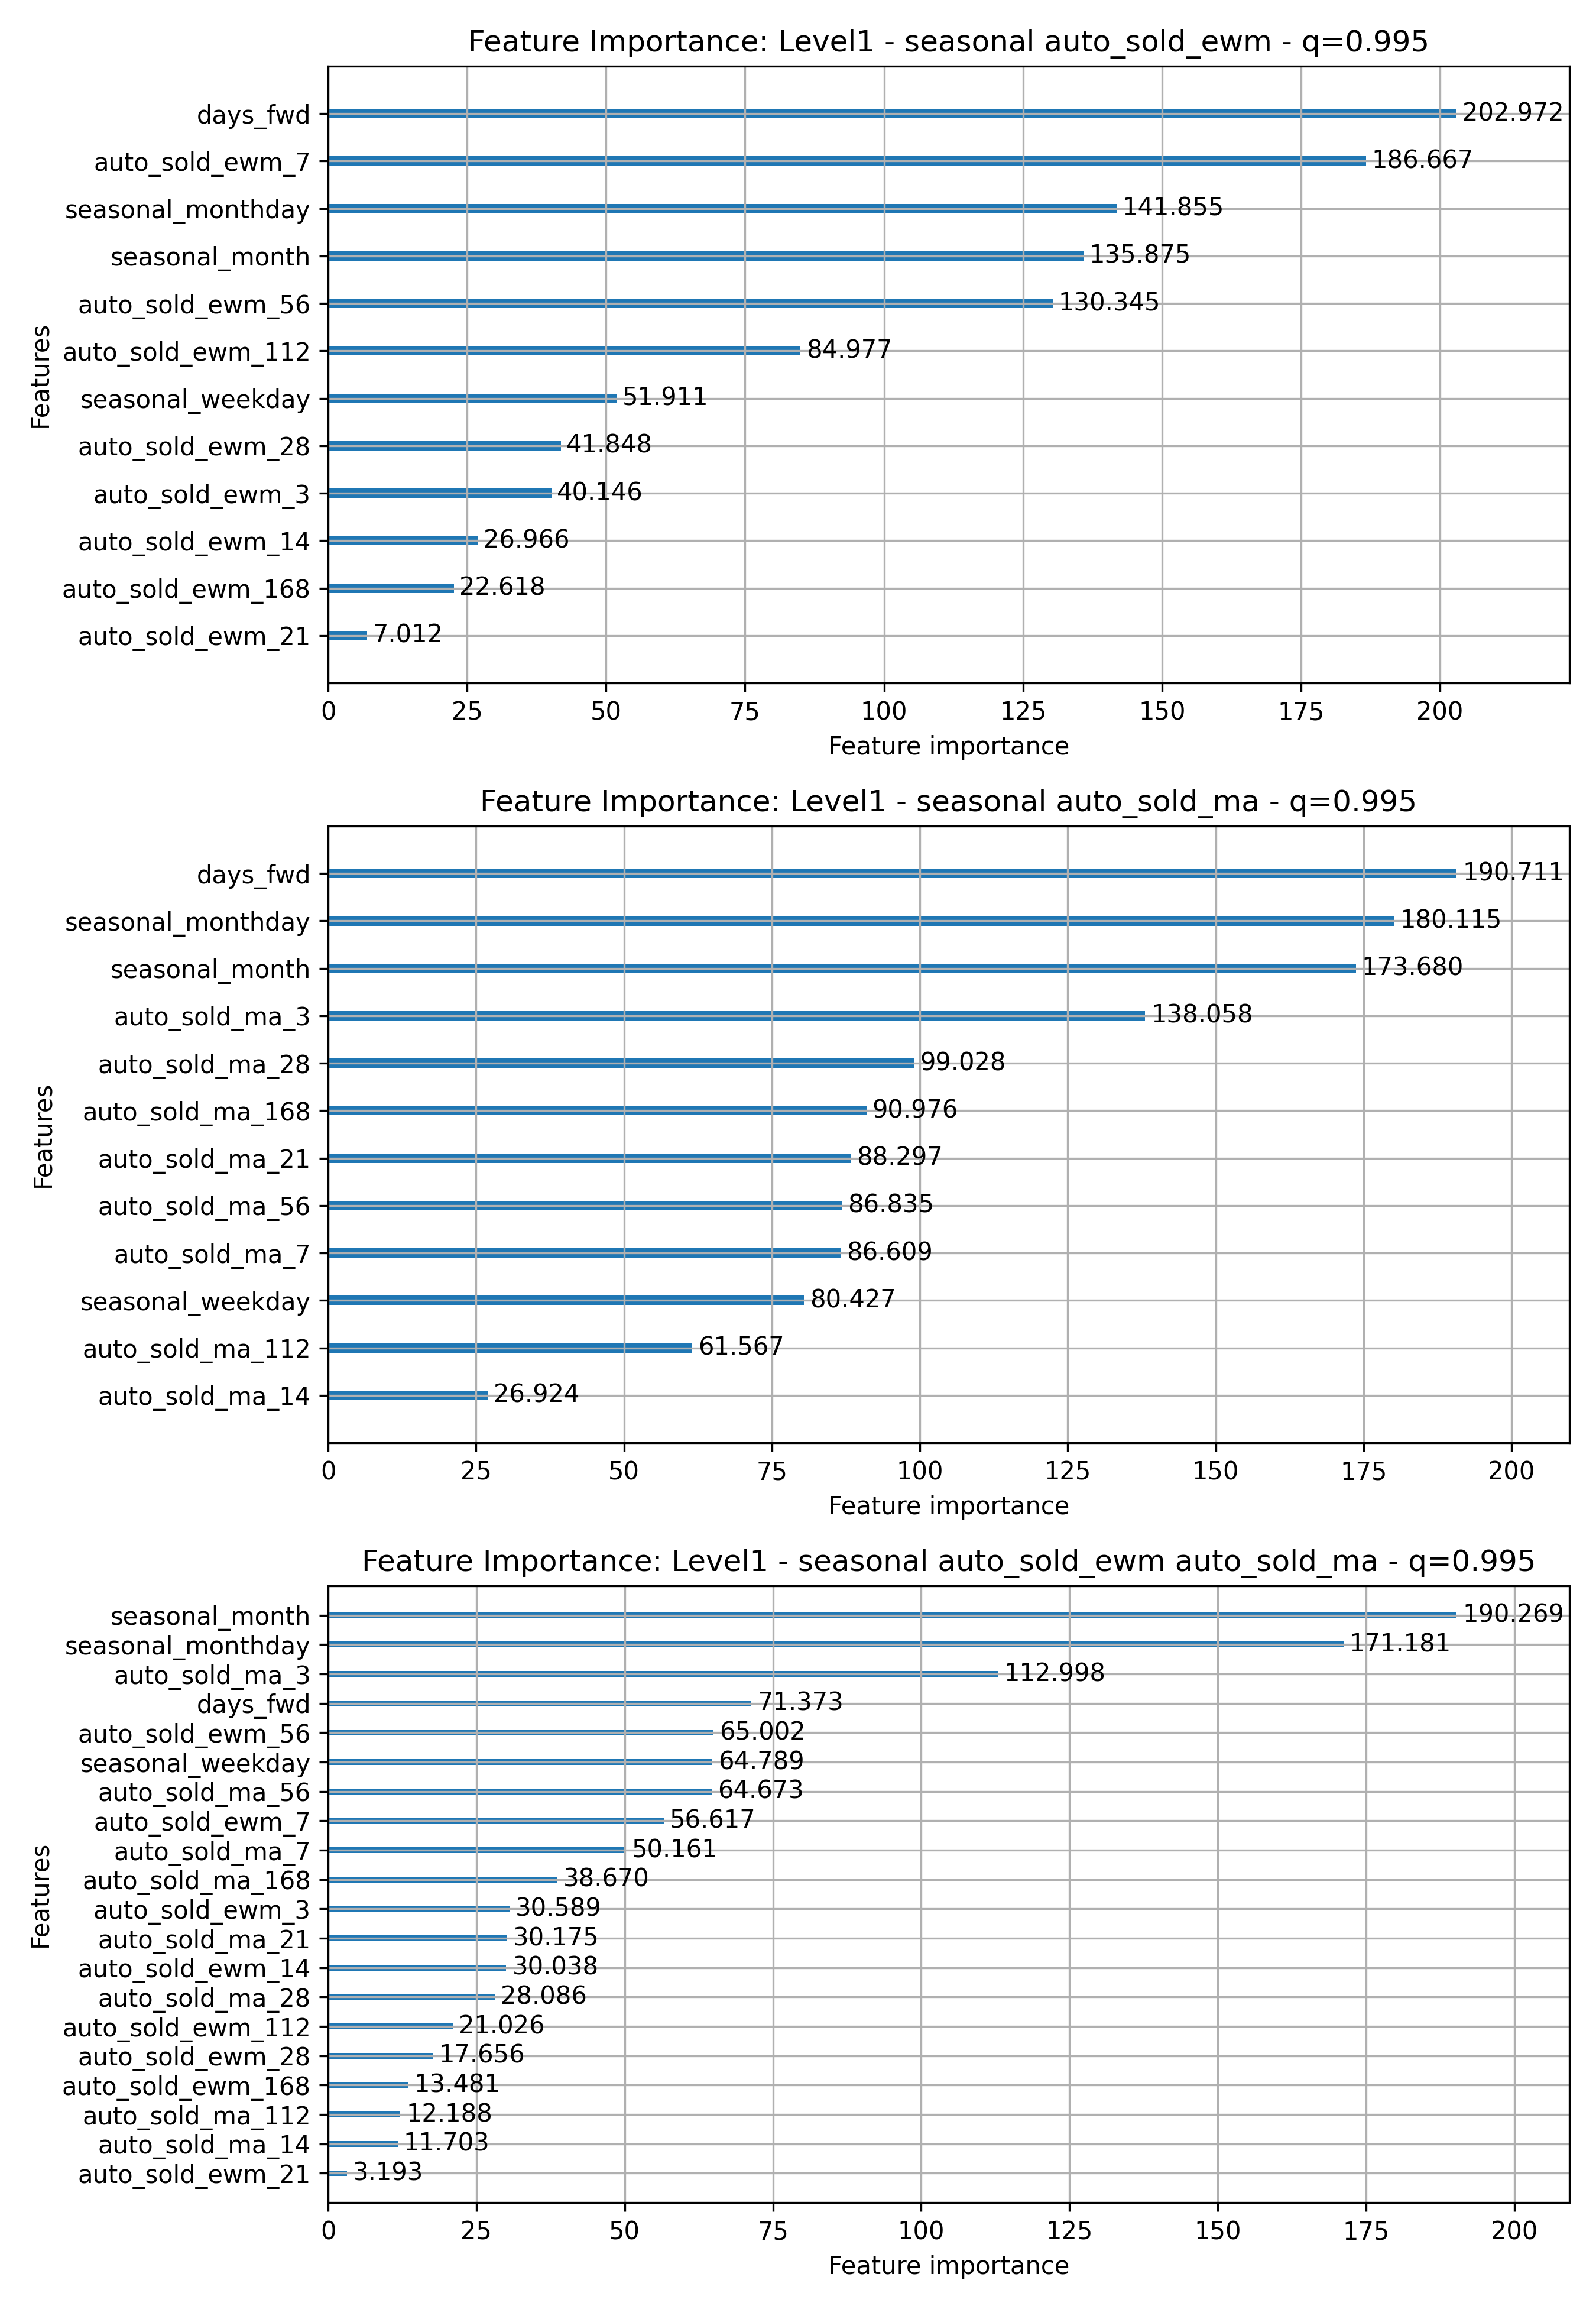 Feature Importance: Level1 - seasonal auto_sold_ewm - q=0.995
Features
days_fwd 202.972
auto_sold_ewm_7 186.667
seasonal_monthday 141.855
seasonal_month 135.875
auto_sold_ewm_56 130.345
auto_sold_ewm_112 84.977
seasonal_weekday 51.911
auto_sold_ewm_28 41.848
auto_sold_ewm_3 40.146
auto_sold_ewm_14 26.966
auto_sold_ewm_168 22.618
auto_sold_ewm_21 7.012
0 25 50 75 100 125 150 175 200
Feature importance
Feature Importance: Level1 - seasonal auto_sold_ma - q=0.995
Features
days_fwd 190.711
seasonal_monthday 180.115
seasonal_month 173.680
auto_sold_ma_3 138.058
auto_sold_ma_28 99.028
auto_sold_ma_168 90.976
auto_sold_ma_21 88.297
auto_sold_ma_56 86.835
auto_sold_ma_7 86.609
seasonal_weekday 80.427
auto_sold_ma_112 61.567
auto_sold_ma_14 26.924
0 25 50 75 100 125 150 175 200
Feature importance
Feature Importance: Level1 - seasonal auto_sold_ewm auto_sold_ma - q=0.995
Features
seasonal_month 190.269
seasonal_monthday 171.181
auto_sold_ma_3 112.998
days_fwd 71.373
auto_sold_ewm_56 65.002
seasonal_weekday 64.789
auto_sold_ma_56 64.673
auto_sold_ewm_7 56.617
auto_sold_ma_7 50.161
auto_sold_ma_168 38.670
auto_sold_ewm_3 30.589
auto_sold_ma_21 30.175
auto_sold_ewm_14 30.038
auto_sold_ma_28 28.086
auto_sold_ewm_112 21.026
auto_sold_ewm_28 17.656
auto_sold_ewm_168 13.481
auto_sold_ma_112 12.188
auto_sold_ma_14 11.703
auto_sold_ewm_21 3.193
0 25 50 75 100 125 150 175 200
Feature importance